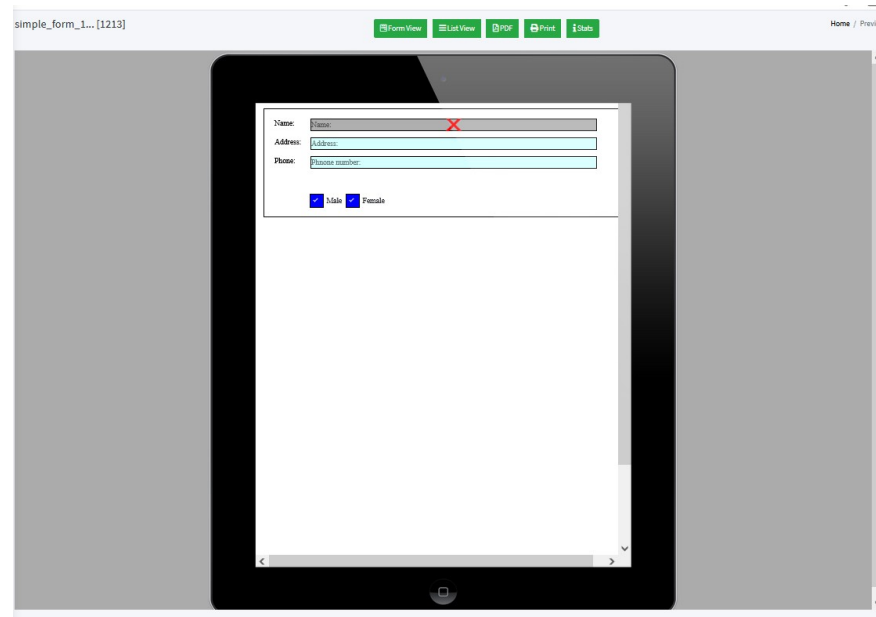 simple_form_1... [1213]
Form View List View PDF Print Stats
Home / Previ
Name: Name:
Address: Address:
Phone: Phnone number:
Male Female